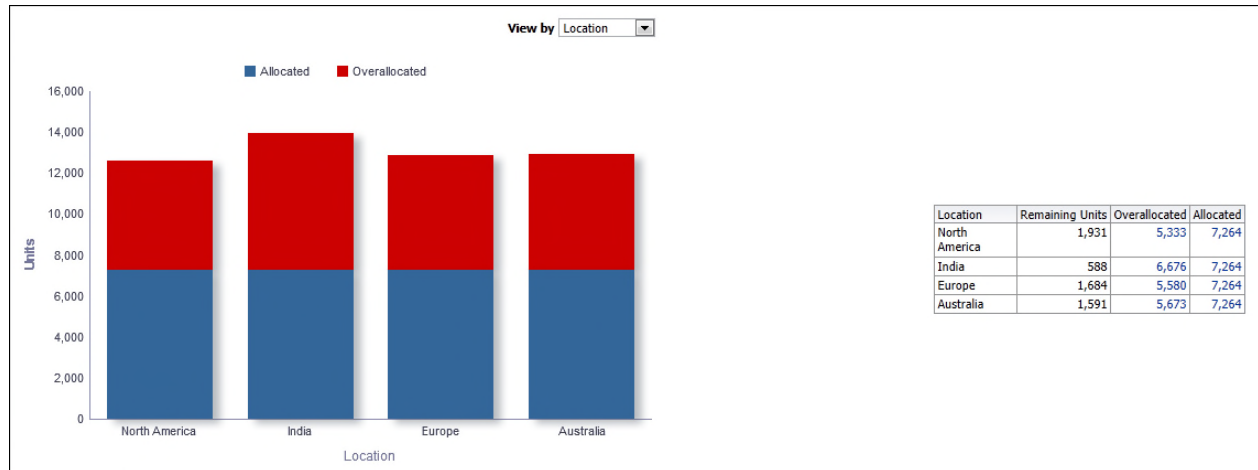 View by Location
Allocated Overallocated
16,000
14,000
12,000
10,000
8,000
6,000
4,000
2,000
0
Units
North America India Europe Australia
Location
Location Remaining Units Overallocated Allocated
North
America 1,931 5,333 7,264
India 588 6,676 7,264
Europe 1,684 5,580 7,264
Australia 1,591 5,673 7,264